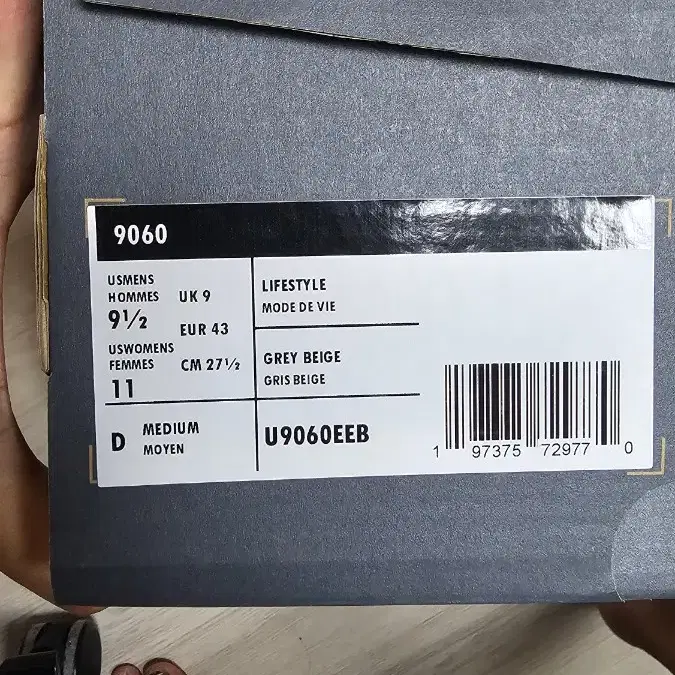 9060
USMENS
HOMMES
9½
UK 9
EUR 43
USWOMENS
FEMMES
11
CM 27½
LIFESTYLE
MODE DE VIE
GREY BEIGE
GRIS BEIGE
D
MEDIUM
MOYEN
U9060EEB
1 97375 72977 0